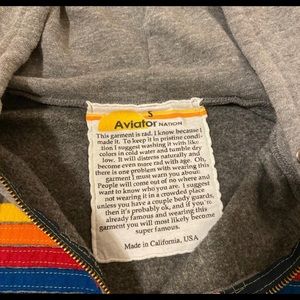 S
Aviator NATION
This garment is rad. I know because I
made it. To keep it in pristine condi-
tion I suggest washing it with like
colors in cold water and tumble dry
low. It will distress naturally and
become even more rad with age. Oh,
there is one problem with wearing this
garment I must warn you about.
People will come out of no where and
want to know where you got it. I suggest
not wearing it in a crowded place
unless you have a couple body guards,
then it's probably ok, and if you're
already famous and wearing this
garment you will most likely become
super famous.
Made in California, USA